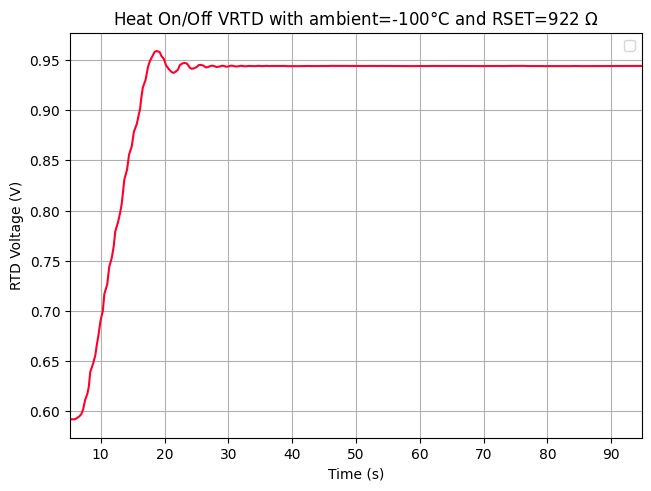 Heat On/Off VRTD with ambient=-100°C and RSET=922 Ω
0.95
0.90
0.85
0.80
0.75
0.70
0.65
0.60
RTD Voltage (V)
10 20 30 40 50 60 70 80 90
Time (s)